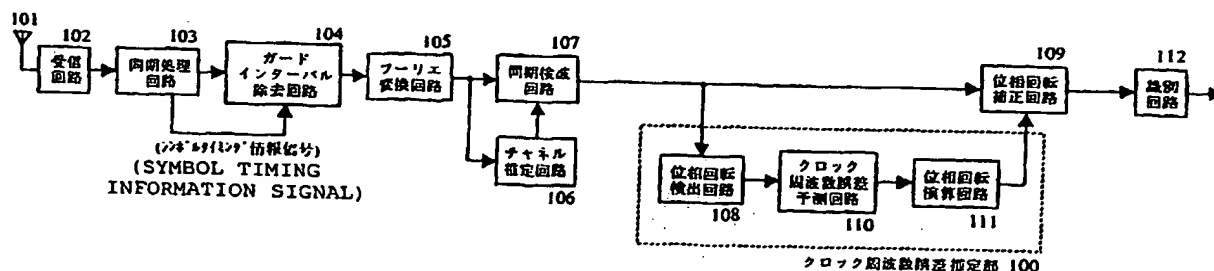 101
102
受信
回路
103
同期処理
回路
104
ガード
インターバル
除去回路
105
フーリエ
変換回路
107
同期検波
回路
109
位相回転
補正回路
112
識別
回路
(シンボルタイミング情報信号)
(SYMBOL TIMING
INFORMATION SIGNAL)
チャネル
推定回路
106
位相回転
検出回路
108
クロック
周波数誤差
予測回路
110
位相回転
演算回路
111
クロック周波数誤差推定部 100